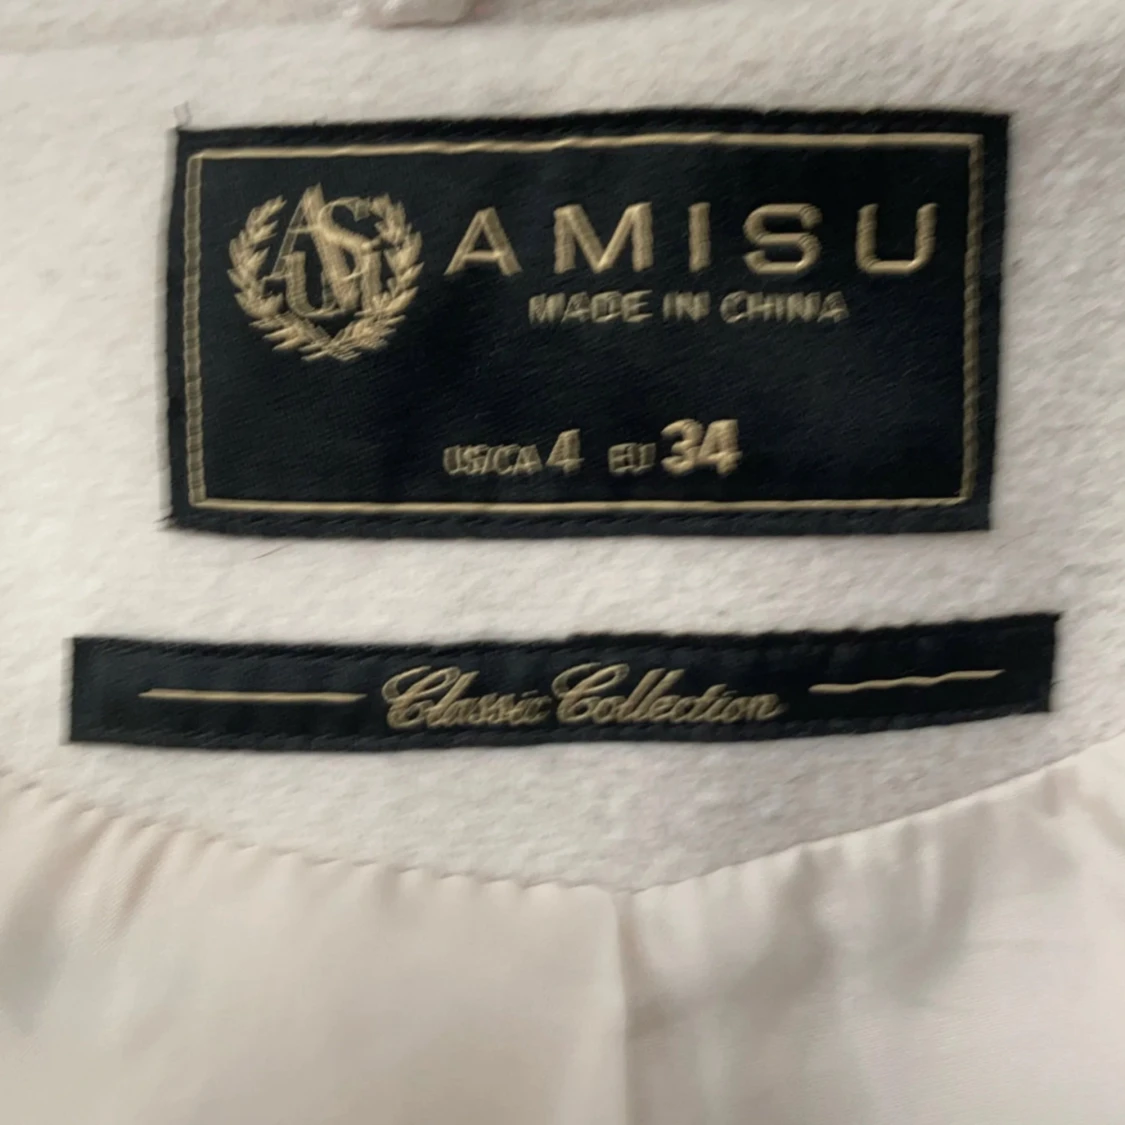 AMISU
MADE IN CHINA
US/CA 4 EU 34
Classic Collection